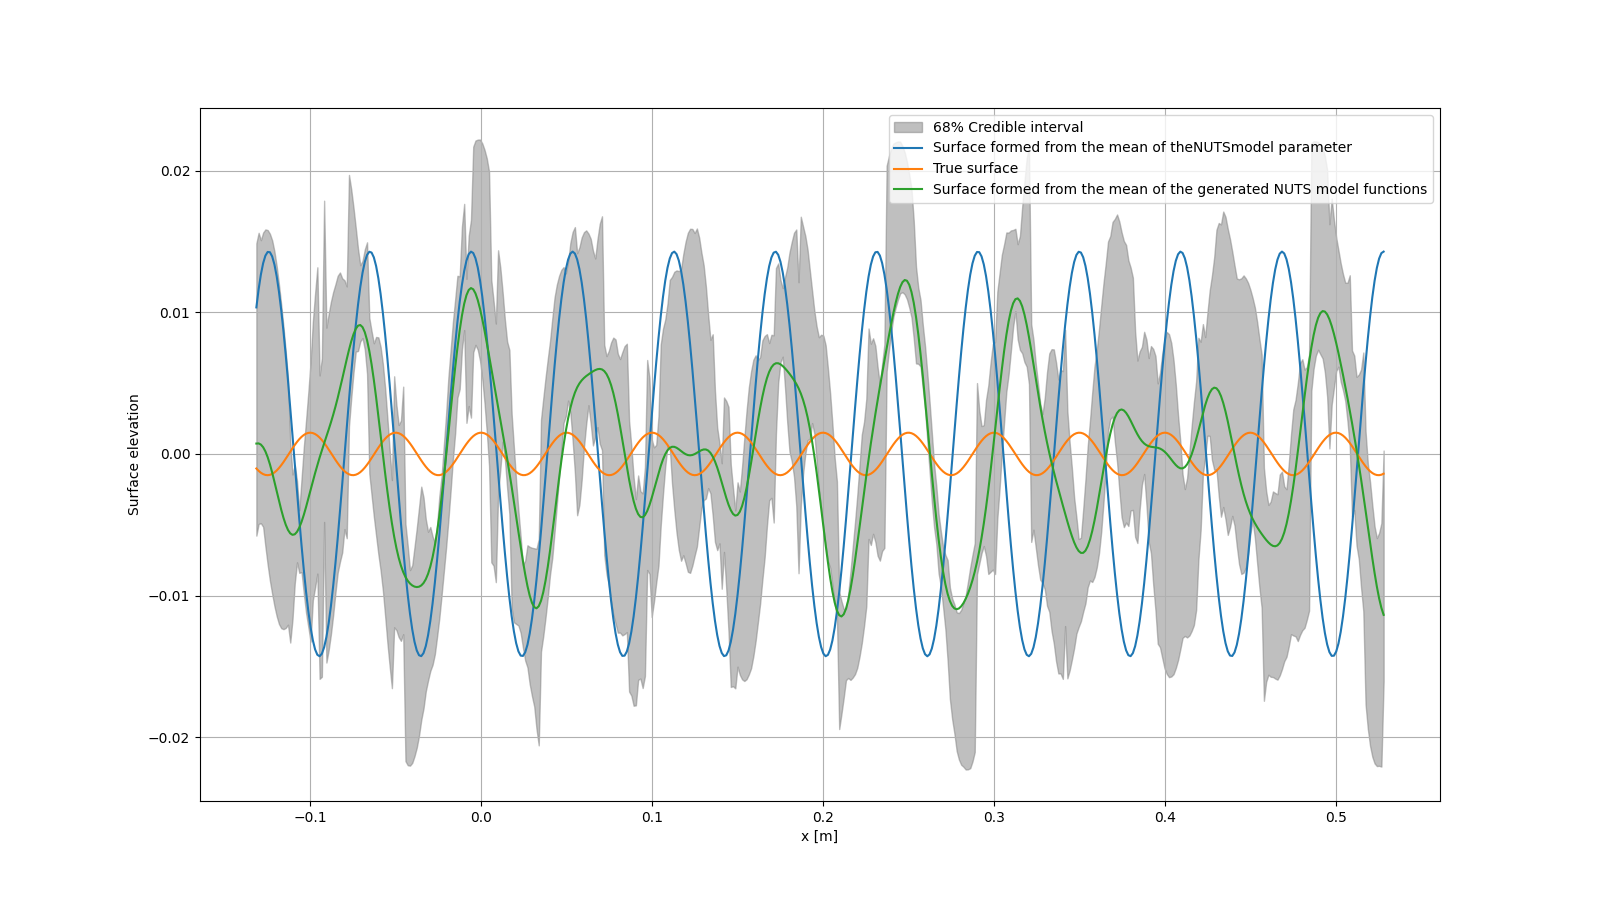 68% Credible interval
Surface formed from the mean of theNUTSmodel parameter
True surface
Surface formed from the mean of the generated NUTS model functions
0.02
0.01
0.00
−0.01
−0.02
Surface elevation
−0.1
0.0
0.1
0.2
0.3
0.4
0.5
x [m]